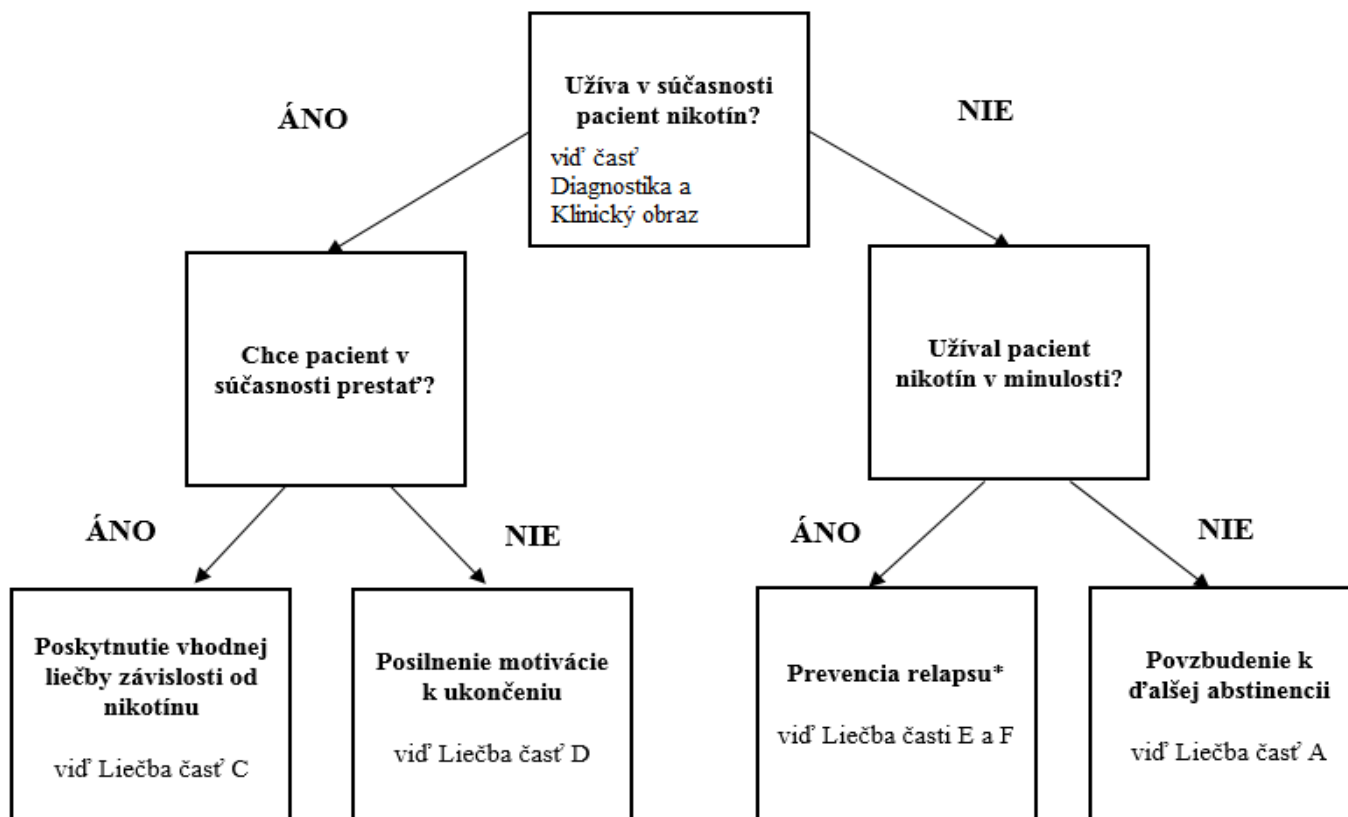 Užíva v súčasnosti
pacient nikotín?
viď časť
Diagnostika a
Klinický obraz
ÁNO
NIE
Chce pacient v
súčasnosti prestať?
Užíval pacient
nikotín v minulosti?
ÁNO
NIE
ÁNO
NIE
Poskytnutie vhodnej
liečby závislosti od
nikotínu
viď Liečba časť C
Posilnenie motivácie
k ukončeniu
viď Liečba časť D
Prevencia relapsu*
viď Liečba časti E a F
Povzbudenie k
ďalšej abstinencii
viď Liečba časť A